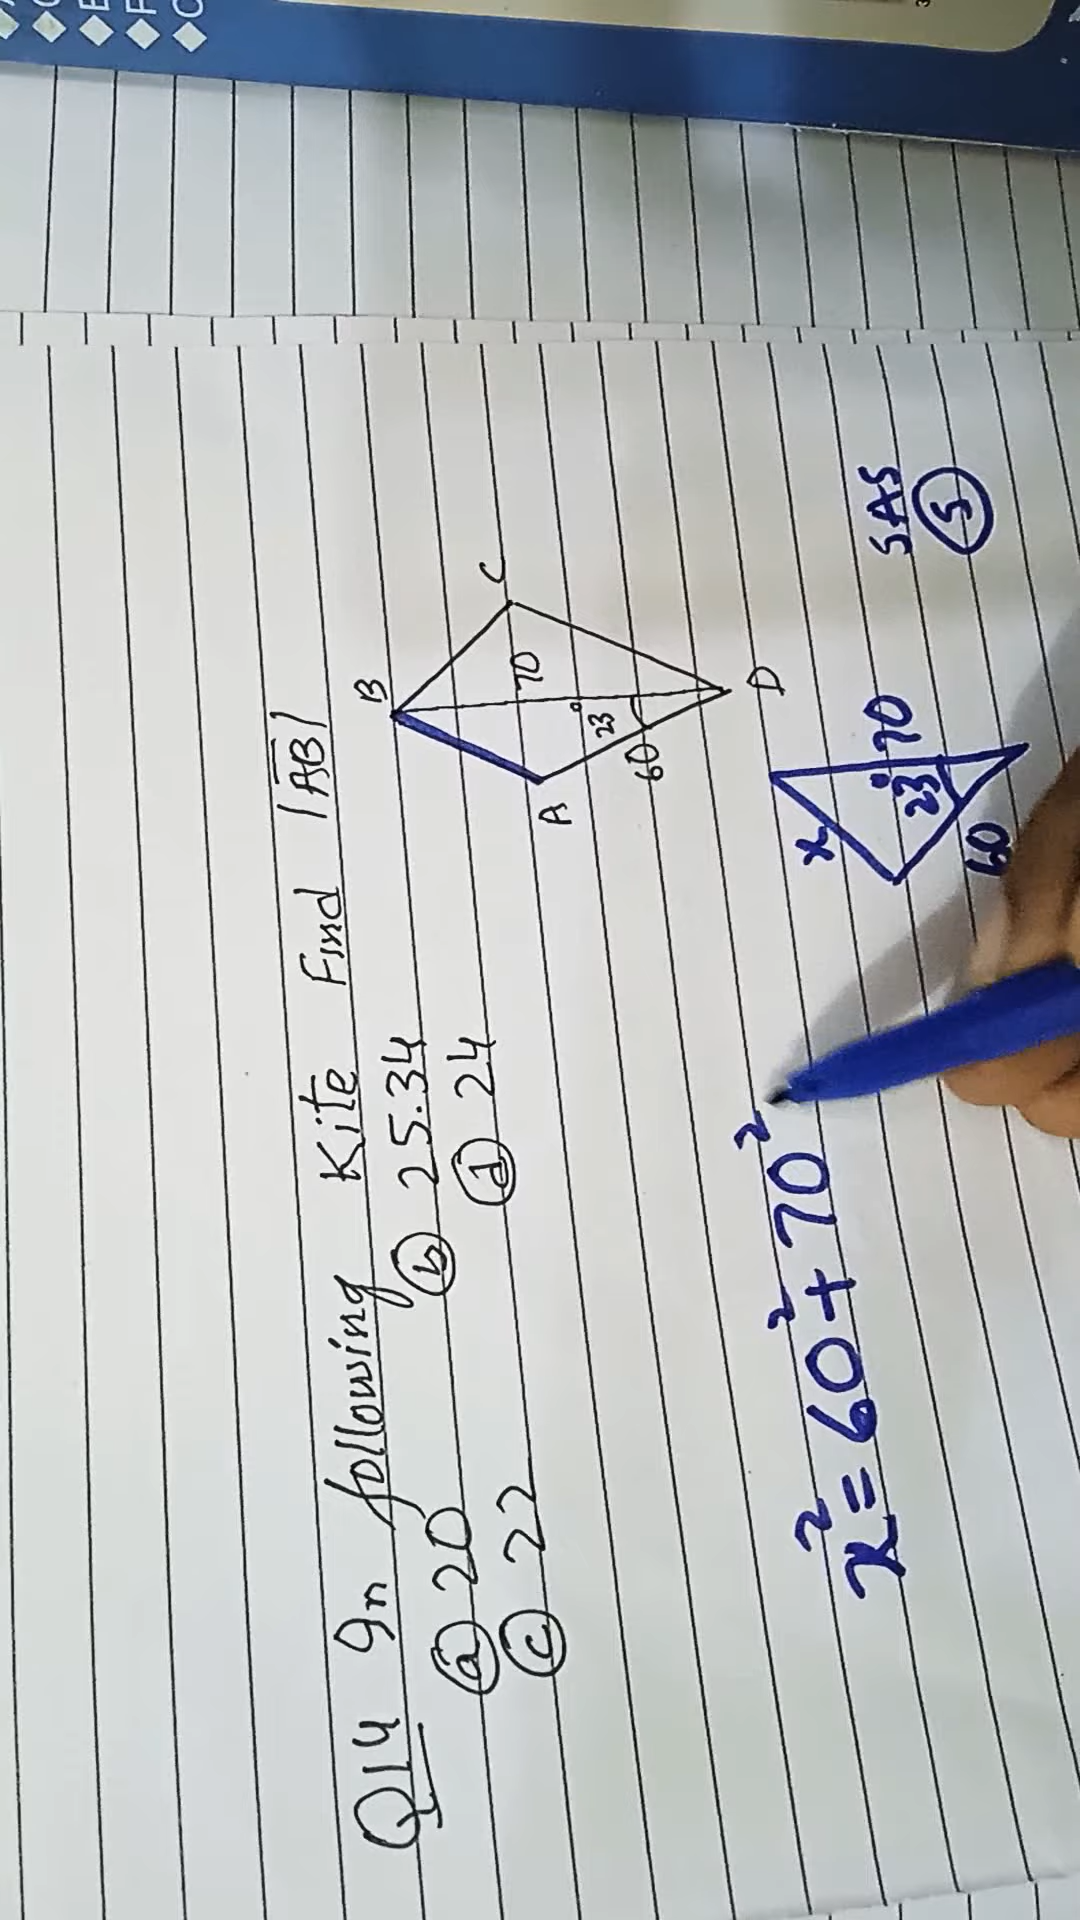 Q14 In following Kite Find |AB|
(a) 20 (b) 25.34
(c) 22 (d) 24
B
A
C
D
70
23°
60
x² = 60² + 70²
x
23°
70
60
SAS
S